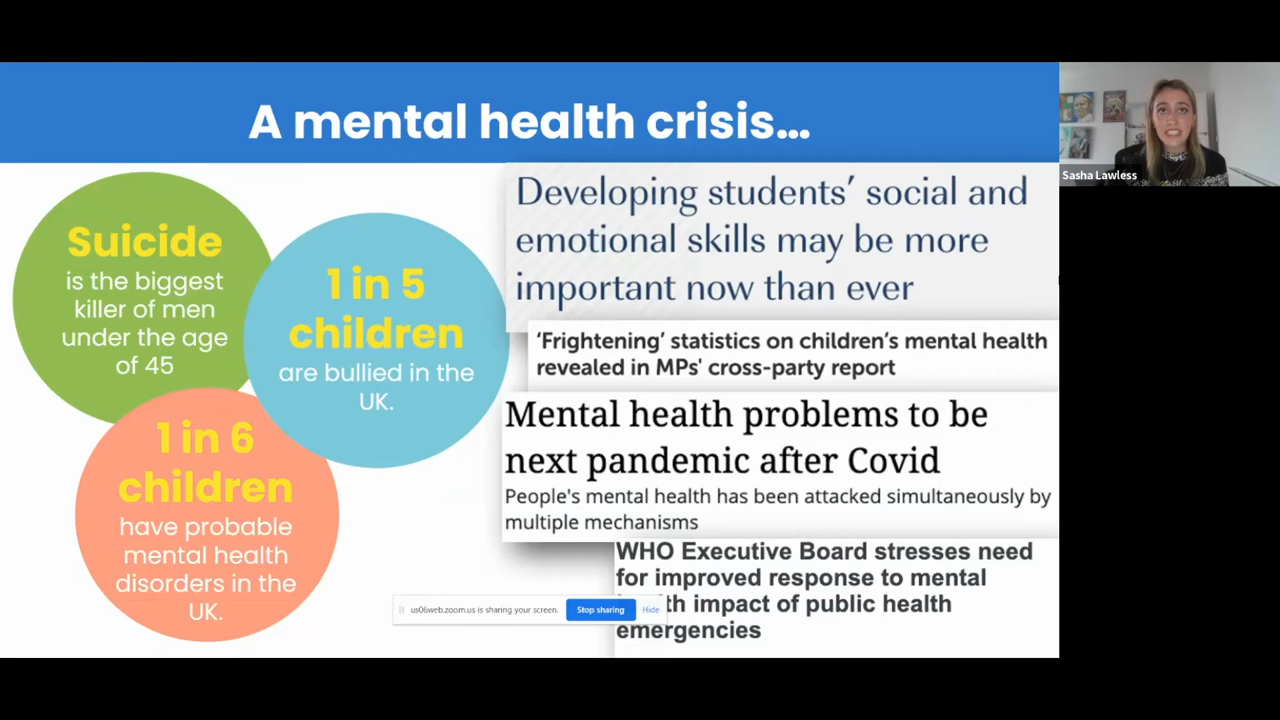 A mental health crisis...
Suicide
is the biggest
killer of men
under the age
of 45
1 in 5
children
are bullied in the
UK.
1 in 6
children
have probable
mental health
disorders in the
UK.
Developing students’ social and
emotional skills may be more
important now than ever
‘Frightening’ statistics on children’s mental health
revealed in MPs' cross-party report
Mental health problems to be
next pandemic after Covid
People's mental health has been attacked simultaneously by
multiple mechanisms
WHO Executive Board stresses need
for improved response to mental
th impact of public health
emergencies
us06web.zoom.us is sharing your screen.
Stop sharing
Hide
Sasha Lawless